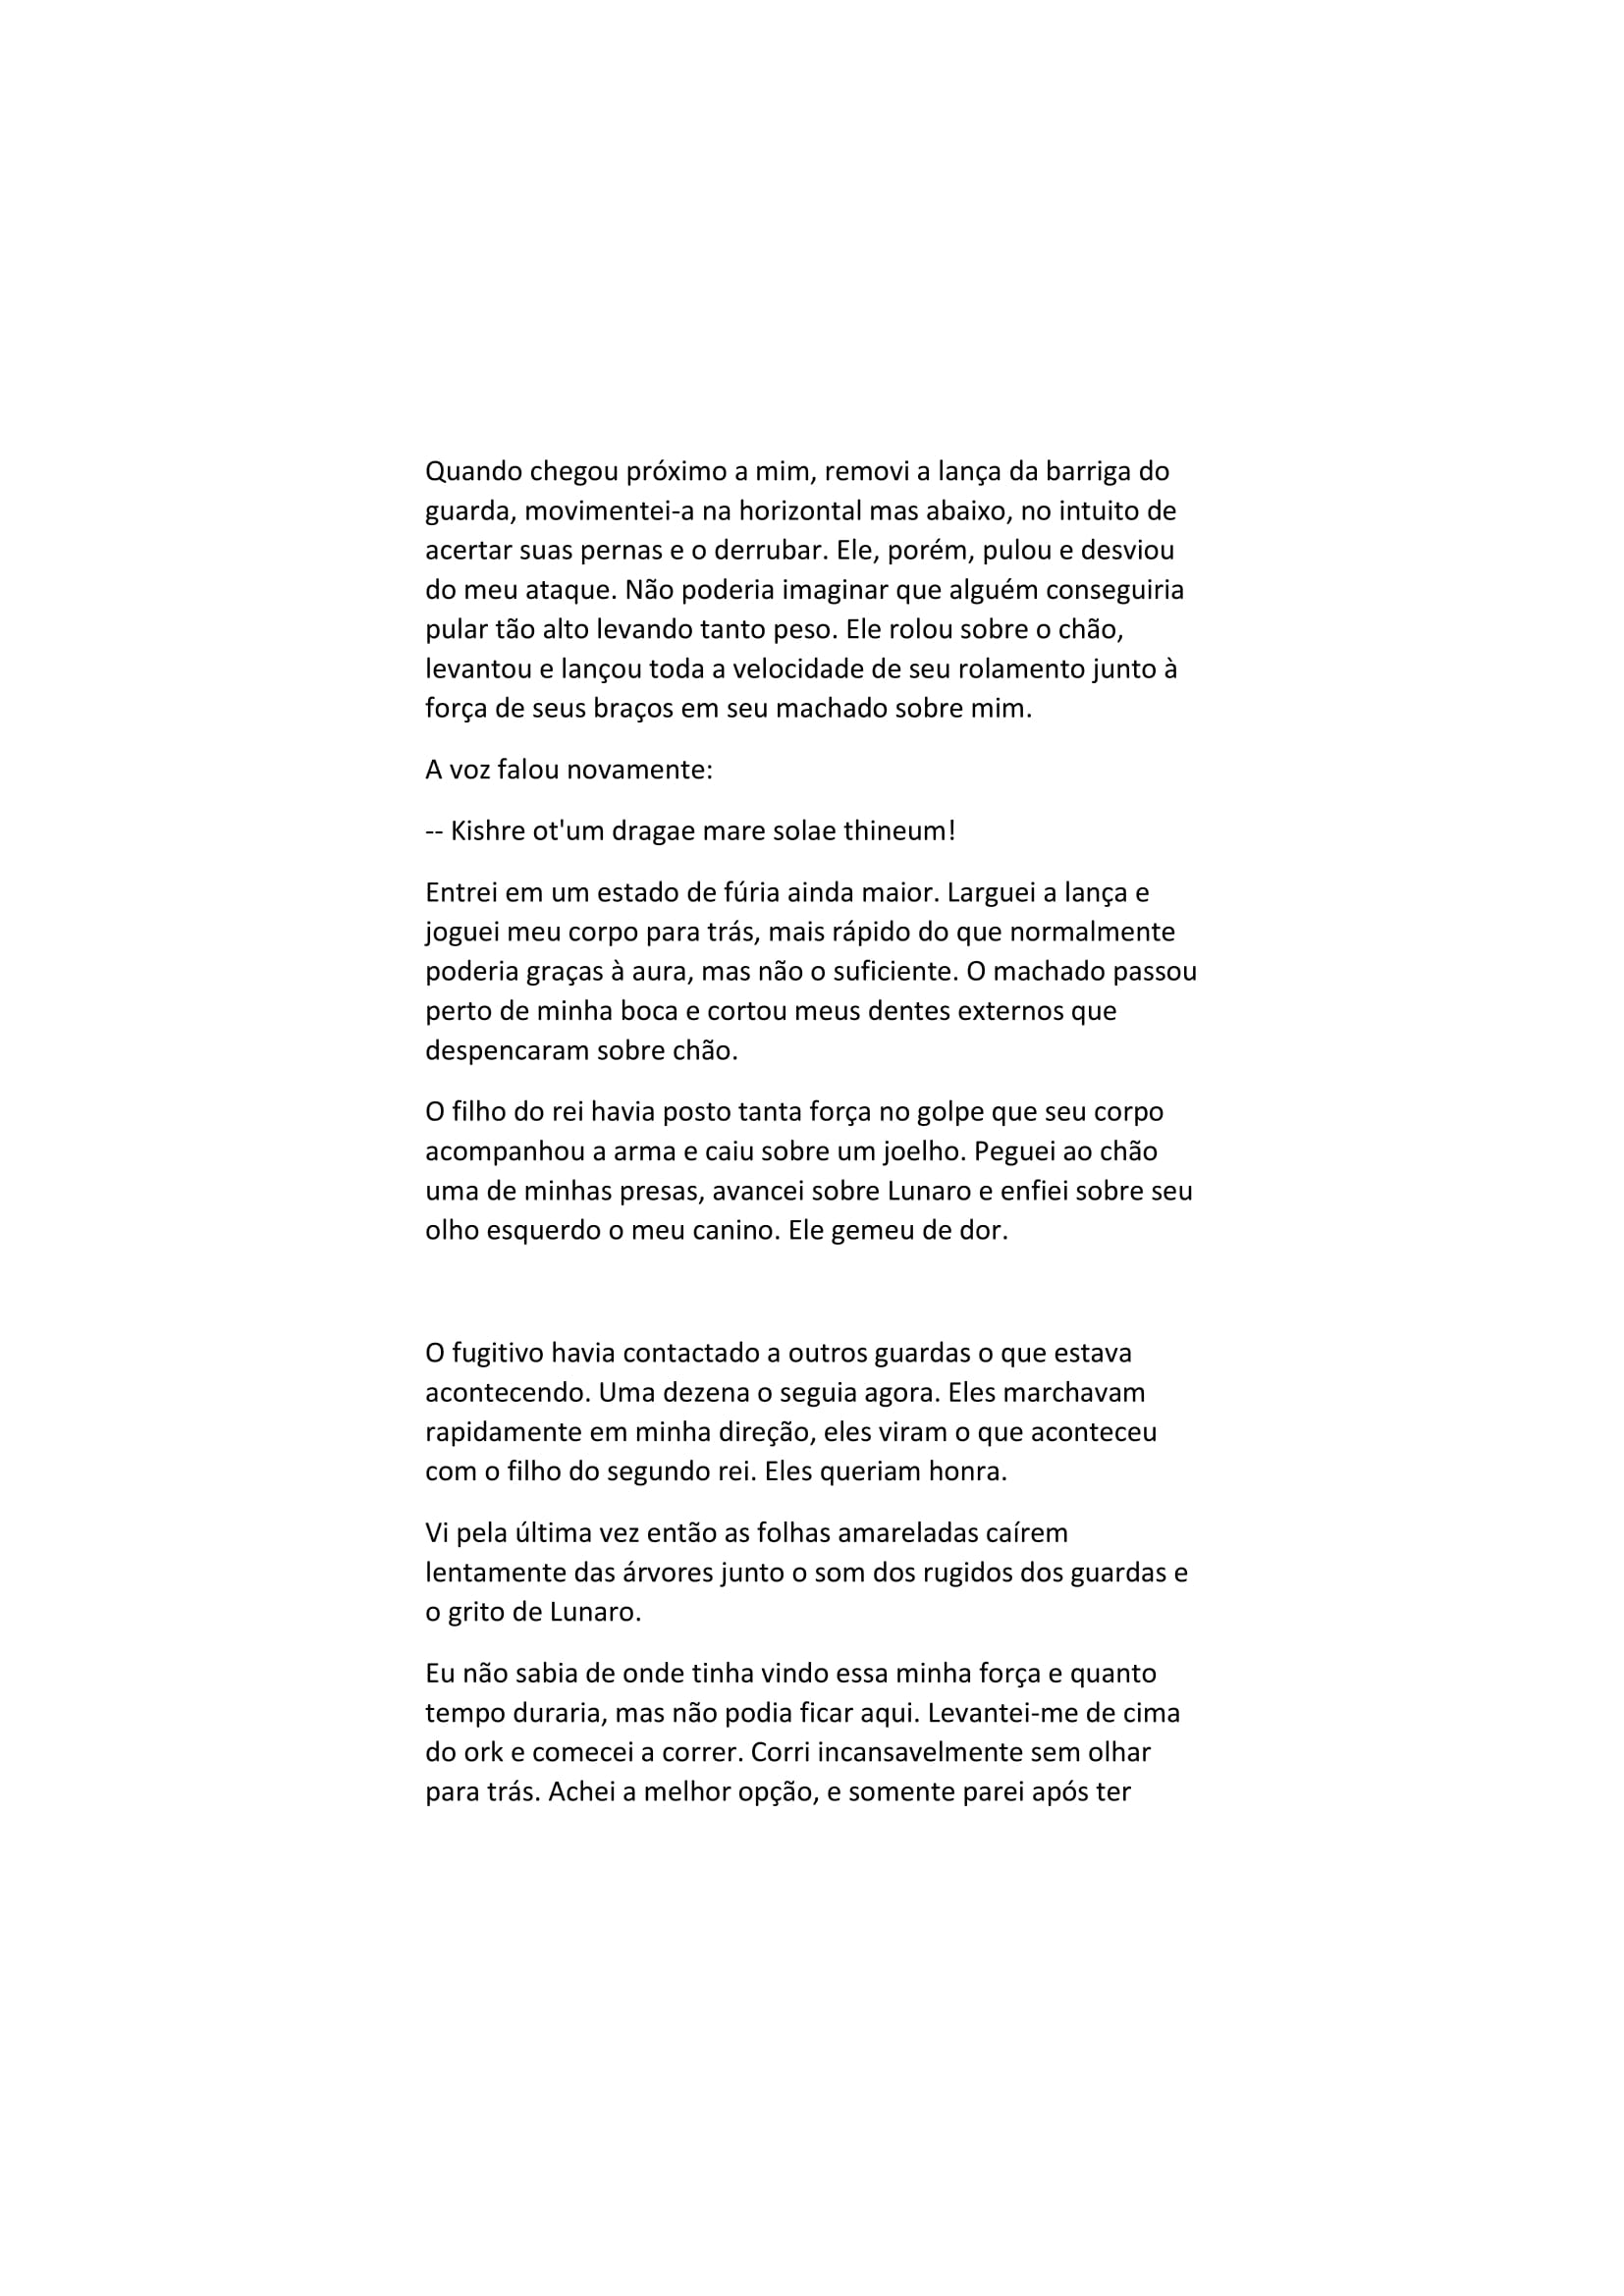 Quando chegou próximo a mim, removi a lança da barriga do
guarda, movimentei-a na horizontal mas abaixo, no intuito de
acertar suas pernas e o derrubar. Ele, porém, pulou e desviou
do meu ataque. Não poderia imaginar que alguém conseguiria
pular tão alto levando tanto peso. Ele rolou sobre o chão,
levantou e lançou toda a velocidade de seu rolamento junto à
força de seus braços em seu machado sobre mim.
A voz falou novamente:
-- Kishre ot'um dragae mare solae thineum!
Entrei em um estado de fúria ainda maior. Larguei a lança e
joguei meu corpo para trás, mais rápido do que normalmente
poderia graças à aura, mas não o suficiente. O machado passou
perto de minha boca e cortou meus dentes externos que
despencaram sobre chão.
O filho do rei havia posto tanta força no golpe que seu corpo
acompanhou a arma e caiu sobre um joelho. Peguei ao chão
uma de minhas presas, avancei sobre Lunaro e enfiei sobre seu
olho esquerdo o meu canino. Ele gemeu de dor.
O fugitivo havia contactado a outros guardas o que estava
acontecendo. Uma dezena o seguia agora. Eles marchavam
rapidamente em minha direção, eles viram o que aconteceu
com o filho do segundo rei. Eles queriam honra.
Vi pela última vez então as folhas amareladas caírem
lentamente das árvores junto o som dos rugidos dos guardas e
o grito de Lunaro.
Eu não sabia de onde tinha vindo essa minha força e quanto
tempo duraria, mas não podia ficar aqui. Levantei-me de cima
do ork e comecei a correr. Corri incansavelmente sem olhar
para trás. Achei a melhor opção, e somente parei após ter